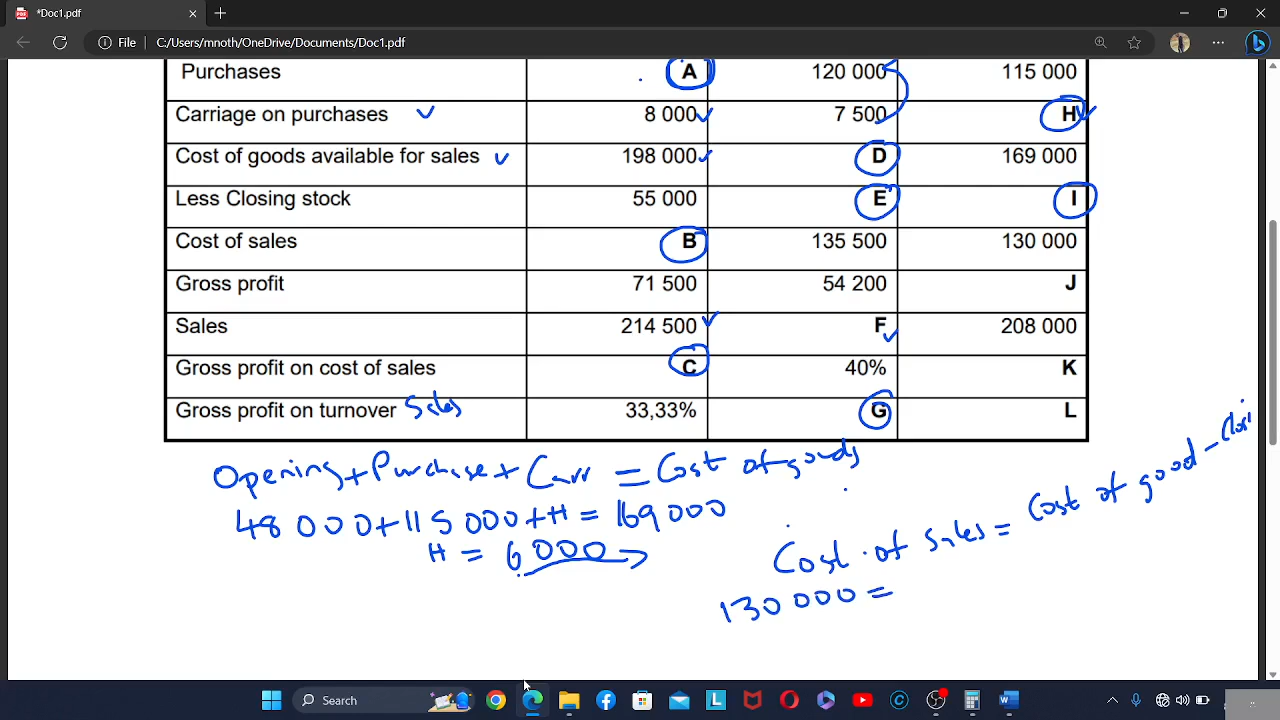 *Doc1.pdf
File C:/Users/mnoth/OneDrive/Documents/Doc1.pdf
Purchases A 120 000 115 000
Carriage on purchases 8 000 7 500 H
Cost of goods available for sales 198 000 D 169 000
Less Closing stock 55 000 E I
Cost of sales B 135 500 130 000
Gross profit 71 500 54 200 J
Sales 214 500 F 208 000
Gross profit on cost of sales C 40% K
Gross profit on turnover Sales 33,33% G L
Opening + Purchase + Carr = Cost of goods
48 000 + 115 000 + H = 169 000
H = 6 000
Cost of sales = Cost of good - Closi
130 000 =
Search